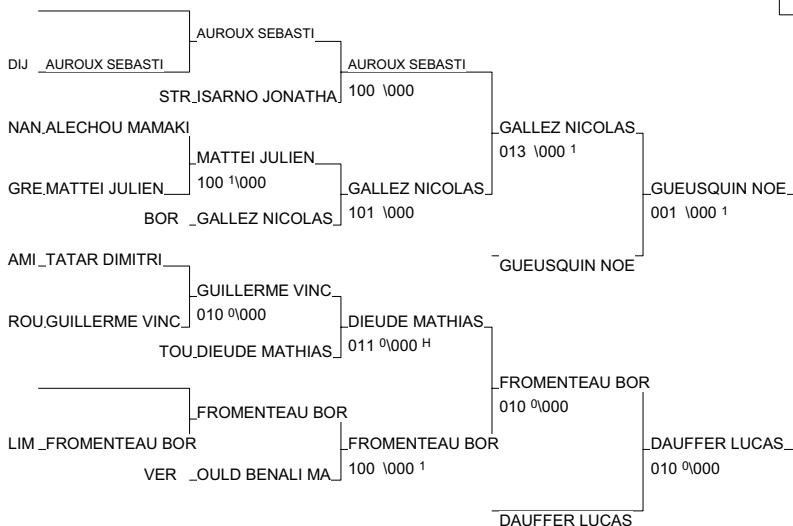 AUROUX SEBASTI
DIJ AUROUX SEBASTI
AUROUX SEBASTI
STR ISARNO JONATHA
100 \000
NAN ALECHOU MAMAKI
GALLEZ NICOLAS
013 \000 1
MATTEI JULIEN
100 1\000
GRE MATTEI JULIEN
GALLEZ NICOLAS
101 \000
GUEUSQUIN NOE
001 \000 1
BOR GALLEZ NICOLAS
AMI TATAR DIMITRI
GUEUSQUIN NOE
GUILLERME VINC
010 0\000
ROU GUILLERME VINC
DIEUDE MATHIAS
011 0\000 H
TOU DIEUDE MATHIAS
FROMENTEAU BOR
010 0\000
FROMENTEAU BOR
LIM FROMENTEAU BOR
FROMENTEAU BOR
100 \000 1
DAUFFER LUCAS
010 0\000
VER OULD BENALI MA
DAUFFER LUCAS